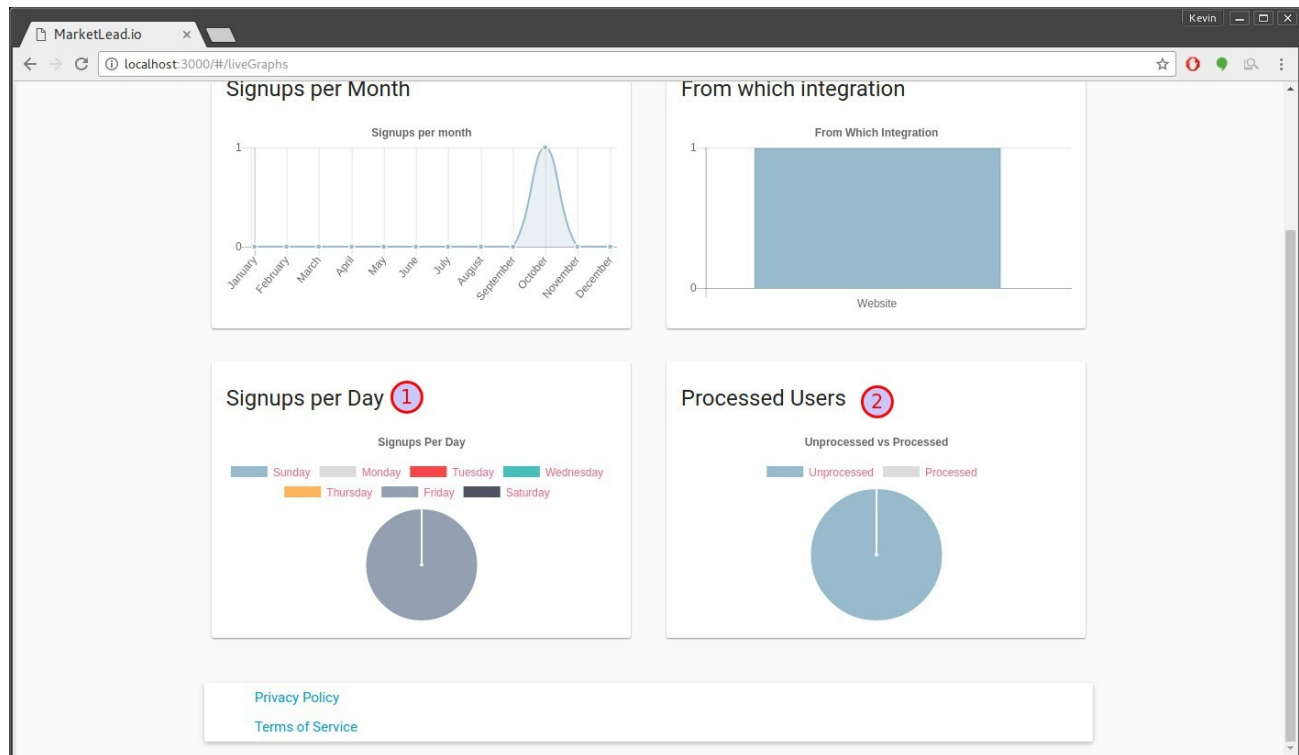 Kevin
MarketLead.io
localhost:3000/#/liveGraphs
Signups per Month
Signups per month
1
0
January
February
March
April
May
June
July
August
September
October
November
December
From which integration
From Which Integration
1
0
Website
Signups per Day 1
Signups Per Day
Sunday Monday Tuesday Wednesday
Thursday Friday Saturday
Processed Users 2
Unprocessed vs Processed
Unprocessed Processed
Privacy Policy
Terms of Service